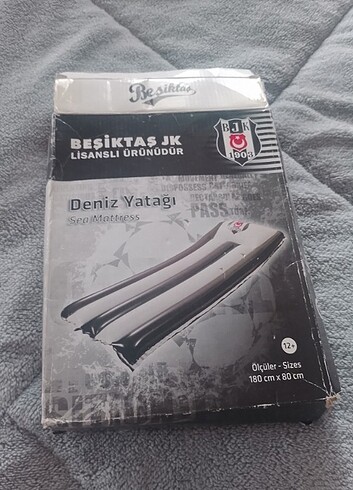 Beşiktaş
BEŞİKTAŞ JK
LİSANSLI ÜRÜNÜDÜR
BJK
1903
Deniz Yatağı
Sea Mattress
PASS
12+
Ölçüler - Sizes
180 cm x 80 cm